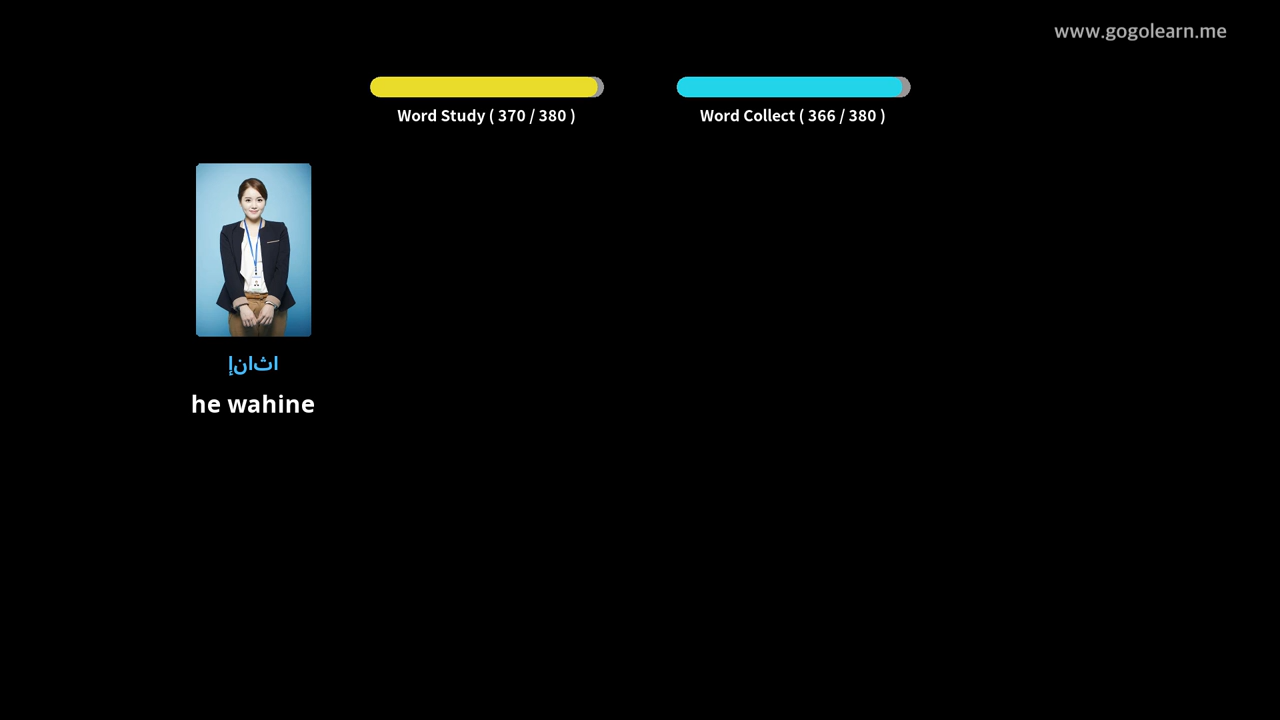 www.gogolearn.me
Word Study ( 370 / 380 )
Word Collect ( 366 / 380 )
اثانإ
he wahine